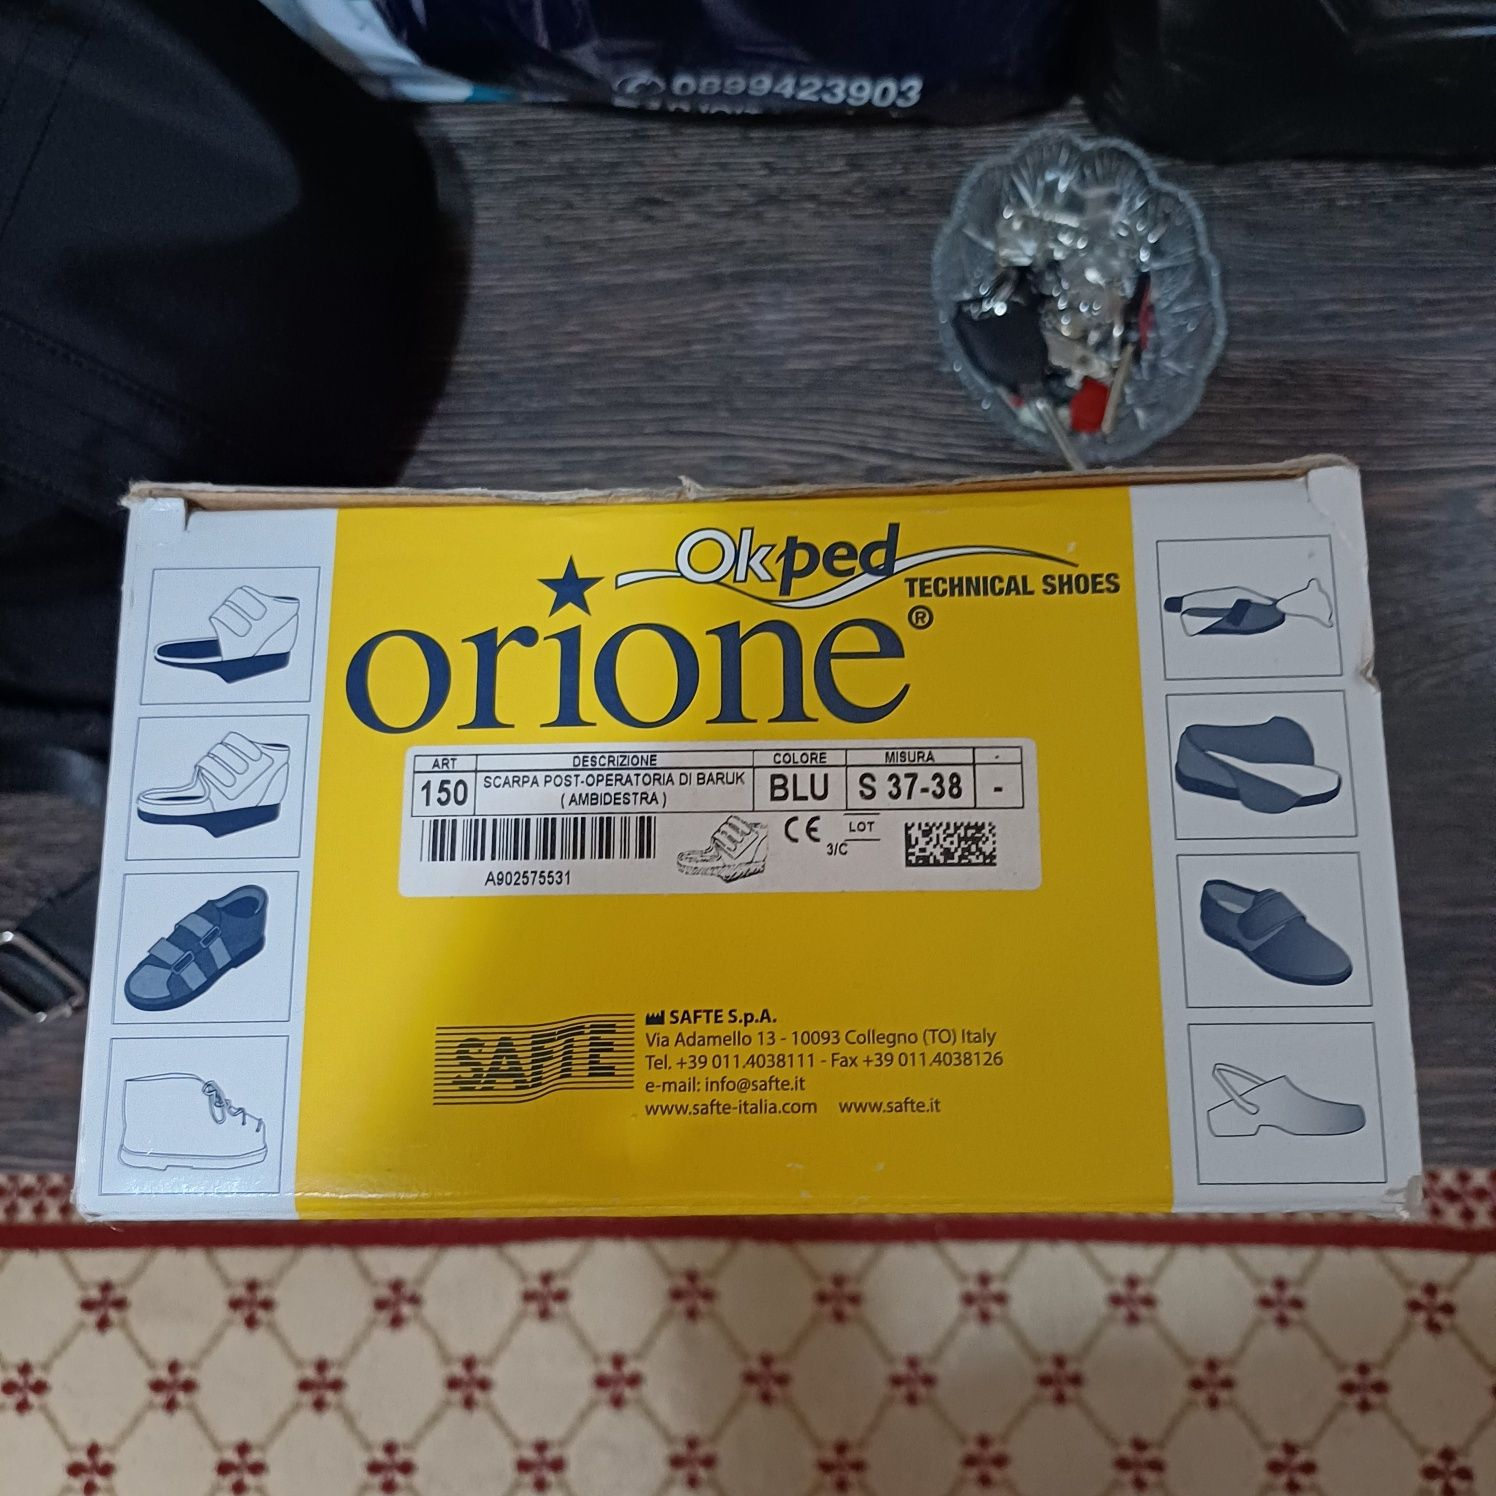 0899423903
Okped
TECHNICAL SHOES
orione®
ART DESCRIZIONE COLORE MISURA -
150 SCARPA POST-OPERATORIA DI BARUK BLU S 37-38 -
( AMBIDESTRA )
CE LOT
3/C
A902575531
SAFTE
SAFTE S.p.A.
Via Adamello 13 - 10093 Collegno (TO) Italy
Tel. +39 011.4038111 - Fax +39 011.4038126
e-mail: info@safte.it
www.safte-italia.com www.safte.it